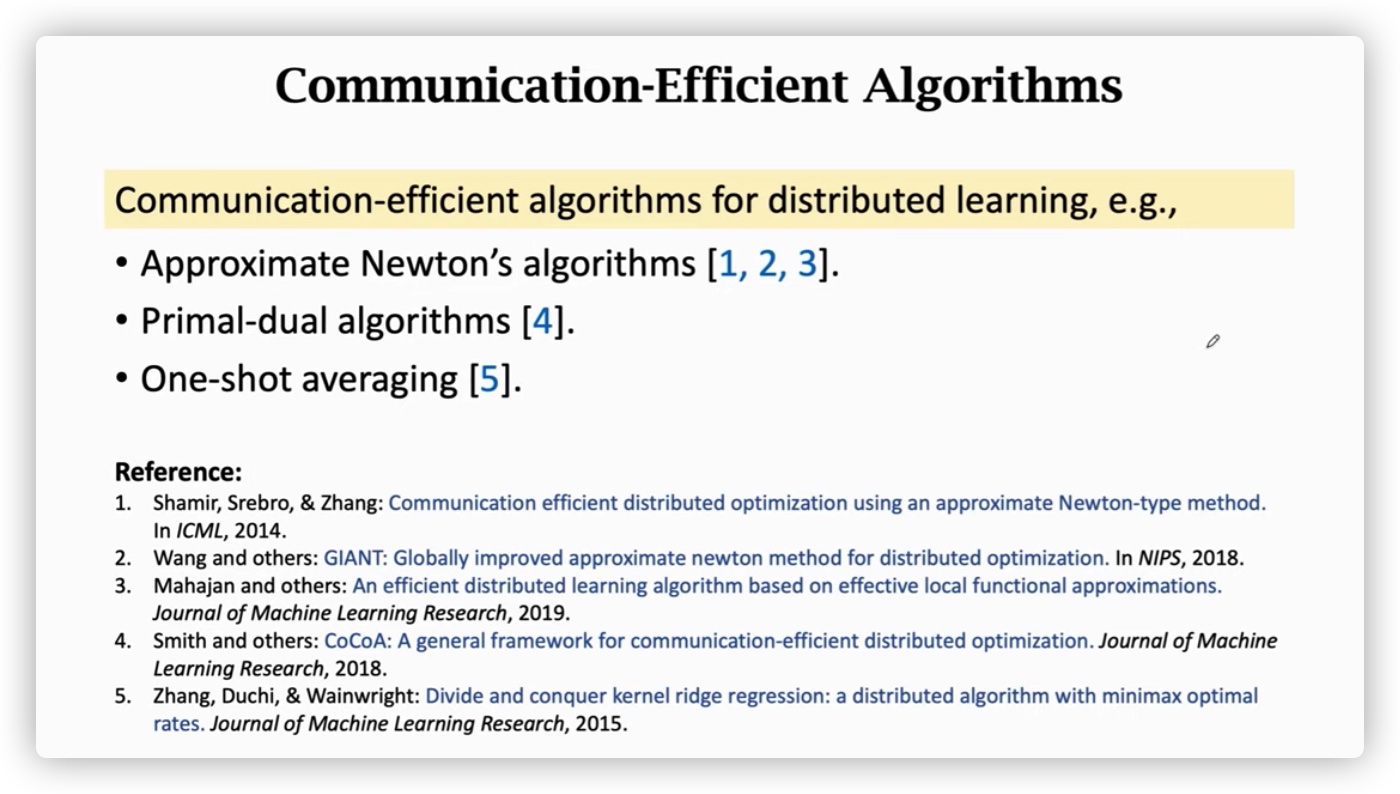 Communication-Efficient Algorithms
Communication-efficient algorithms for distributed learning, e.g.,
• Approximate Newton’s algorithms [1, 2, 3].
• Primal-dual algorithms [4].
• One-shot averaging [5].
Reference:
1. Shamir, Srebro, & Zhang: Communication efficient distributed optimization using an approximate Newton-type method.
In ICML, 2014.
2. Wang and others: GIANT: Globally improved approximate newton method for distributed optimization. In NIPS, 2018.
3. Mahajan and others: An efficient distributed learning algorithm based on effective local functional approximations.
Journal of Machine Learning Research, 2019.
4. Smith and others: CoCoA: A general framework for communication-efficient distributed optimization. Journal of Machine
Learning Research, 2018.
5. Zhang, Duchi, & Wainwright: Divide and conquer kernel ridge regression: a distributed algorithm with minimax optimal
rates. Journal of Machine Learning Research, 2015.